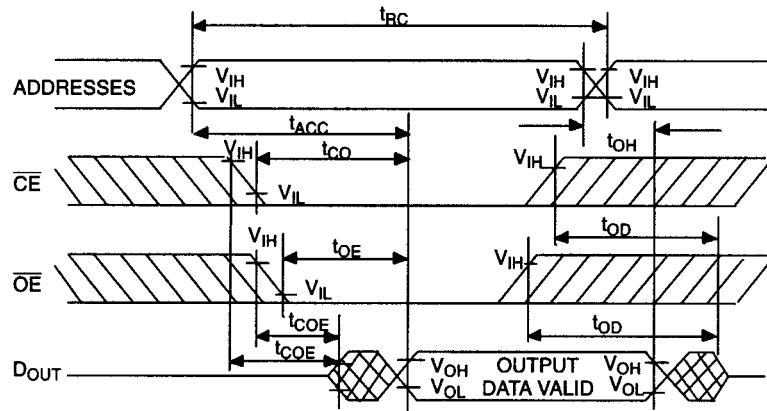 tRC
ADDRESSES
VIH
VIL
VIH
VIL
VIH
VIL
tACC
tOH
CE
VIH
tCO
VIL
VIH
tOD
OE
VIH
tOE
VIL
VIH
tCOE
tOD
tCOE
DOUT
VOH
VOL
OUTPUT
DATA VALID
VOH
VOL